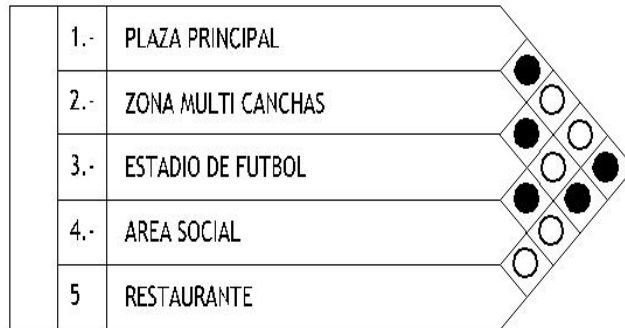 1.- PLAZA PRINCIPAL
2.- ZONA MULTI CANCHAS
3.- ESTADIO DE FUTBOL
4.- AREA SOCIAL
5 RESTAURANTE